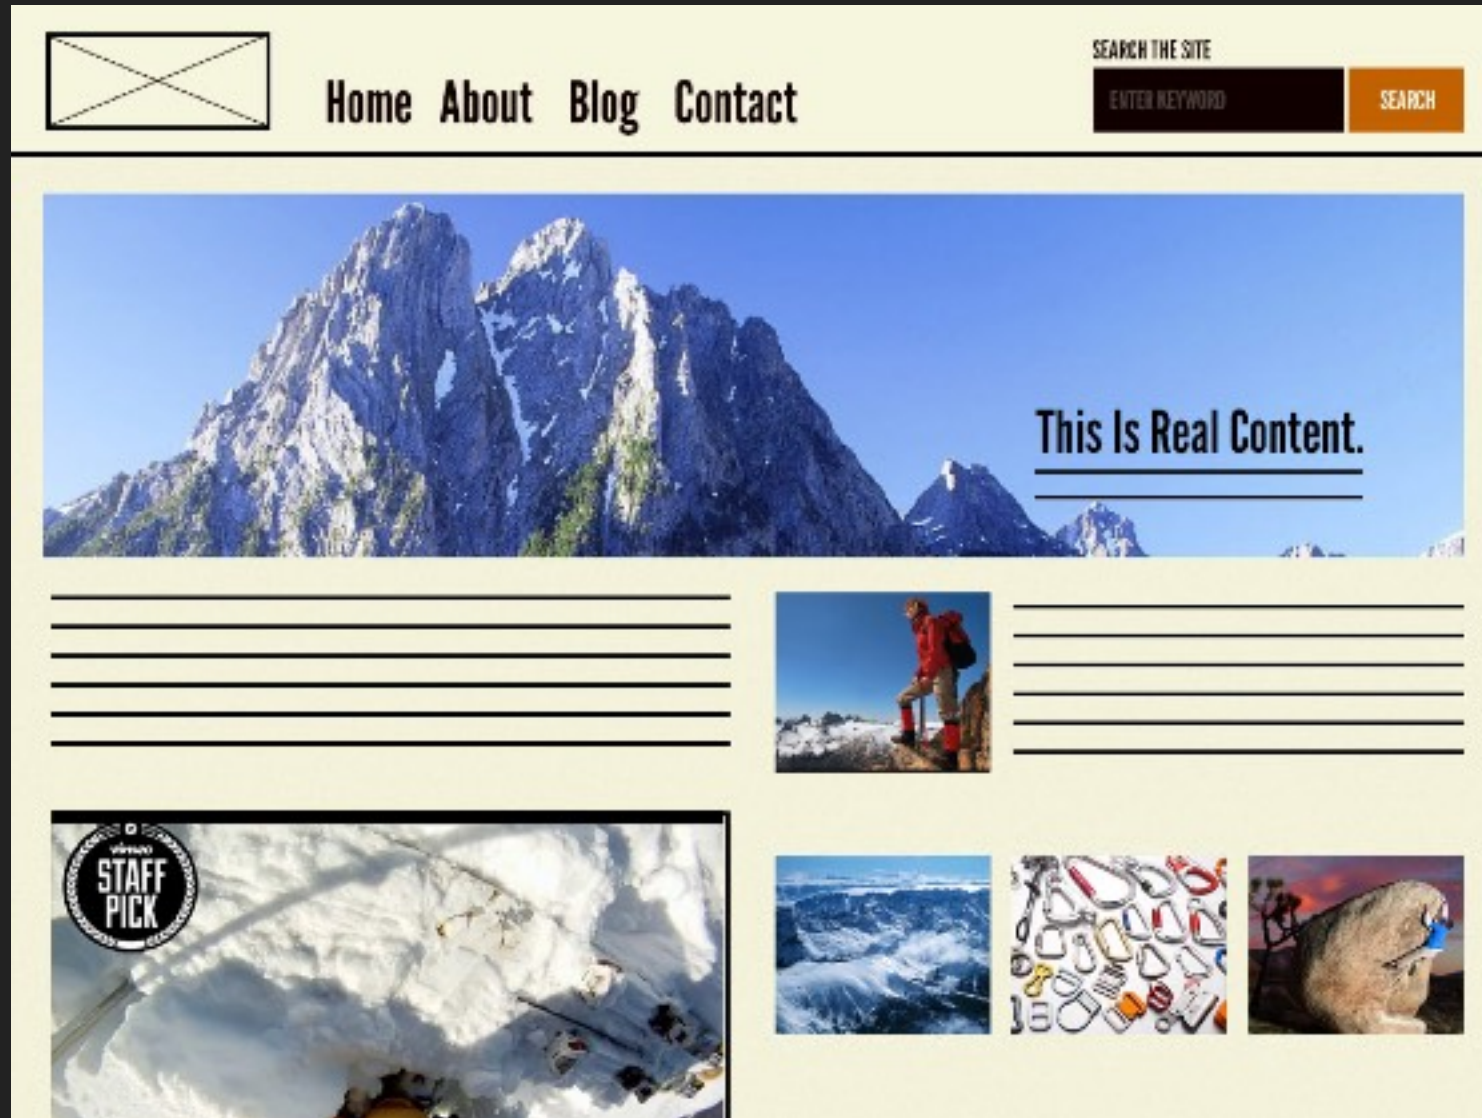 SEARCH THE SITE
Home About Blog Contact
ENTER KEYWORD
SEARCH
This Is Real Content.
vimeo
STAFF
PICK